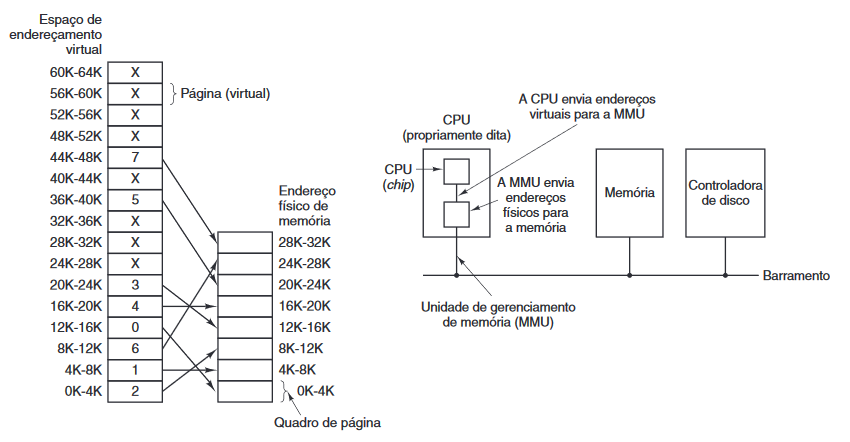 Espaço de
endereçamento
virtual
60K-64K X
56K-60K X
Página (virtual)
52K-56K X
48K-52K X
44K-48K 7
40K-44K X
36K-40K 5
32K-36K X
28K-32K X
24K-28K X
20K-24K 3
16K-20K 4
12K-16K 0
8K-12K 6
4K-8K 1
0K-4K 2
Endereço
físico de
memória
28K-32K
24K-28K
20K-24K
16K-20K
12K-16K
8K-12K
4K-8K
0K-4K
Quadro de página
CPU
(propriamente dita)
A CPU envia endereços
virtuais para a MMU
CPU
(chip)
A MMU envia
endereços
físicos para
a memória
Memória
Controladora
de disco
Barramento
Unidade de gerenciamento
de memória (MMU)